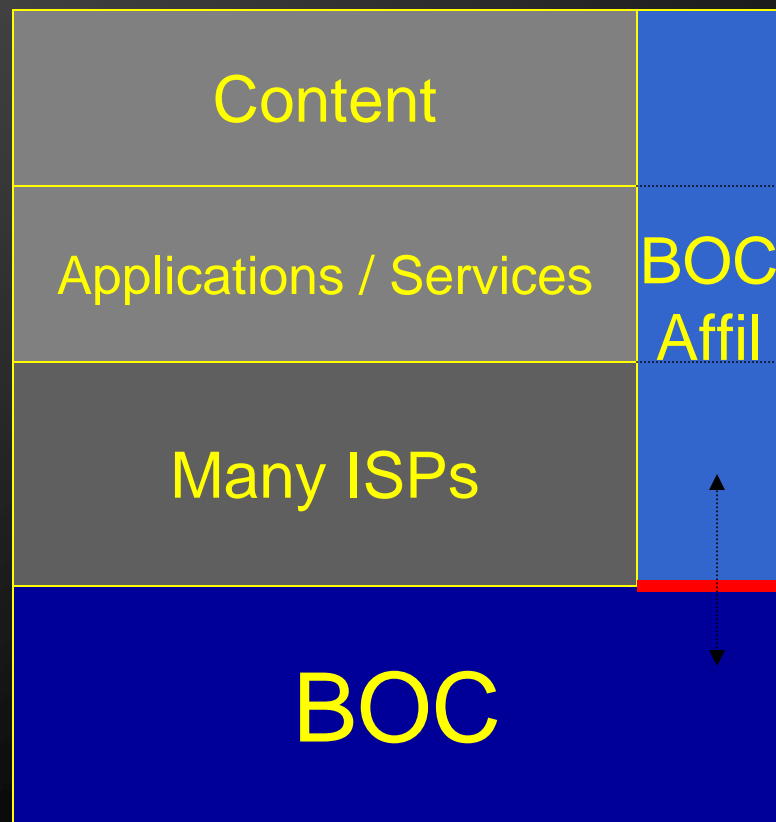 Content
Applications / Services
BOC
Affil
Many ISPs
BOC